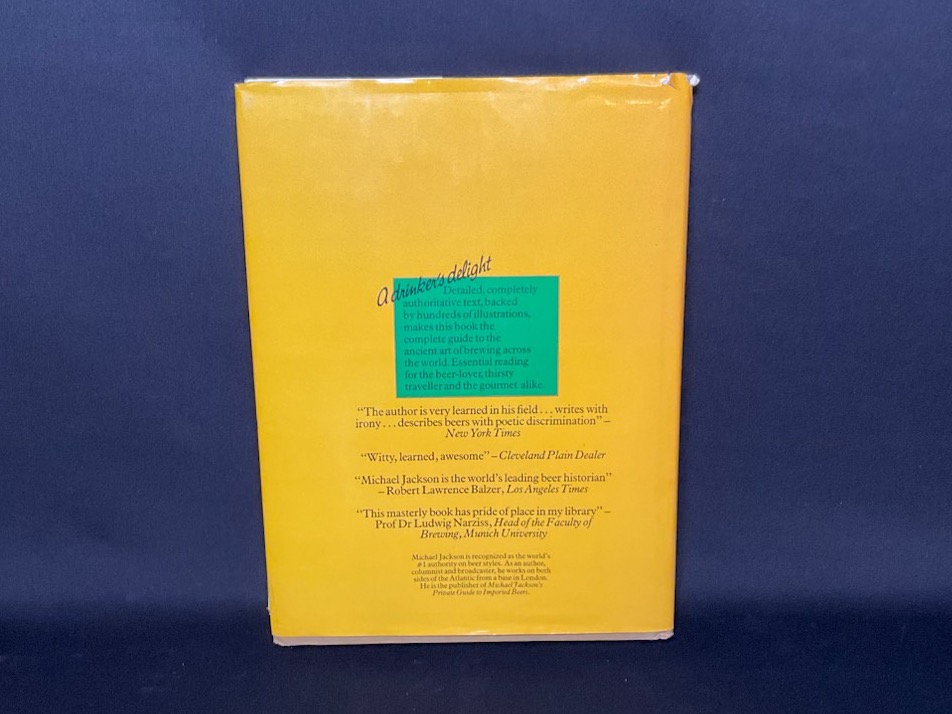 A drinker's delight
Detailed, completely
authoritative text, backed
by hundreds of illustrations,
makes this book the
complete guide to the
ancient art of brewing across
the world. Essential reading
for the beer-lover, thirsty
traveller and the gourmet alike.
“The author is very learned in his field . . . writes with
irony . . . describes beers with poetic discrimination” –
New York Times
“Witty, learned, awesome” – Cleveland Plain Dealer
“Michael Jackson is the world's leading beer historian”
– Robert Lawrence Balzer, Los Angeles Times
“This masterly book has pride of place in my library” –
Prof Dr Ludwig Narziss, Head of the Faculty of
Brewing, Munich University
Michael Jackson is recognized as the world's
#1 authority on beer styles. As an author,
columnist and broadcaster, he works on both
sides of the Atlantic from a base in London.
He is the publisher of Michael Jackson's
Private Guide to Imported Beers.